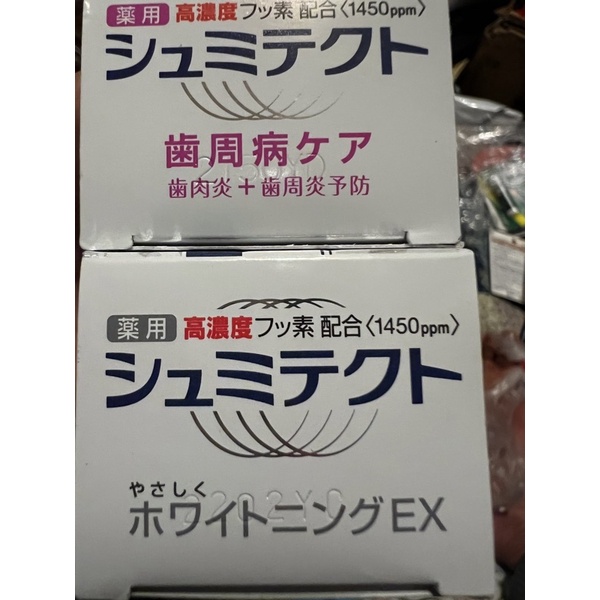 薬用 高濃度フッ素 配合〈1450ppm〉
シュミテクト
歯周病ケア
歯肉炎＋歯周炎予防
薬用 高濃度フッ素 配合〈1450ppm〉
シュミテクト
やさしく
ホワイトニングEX